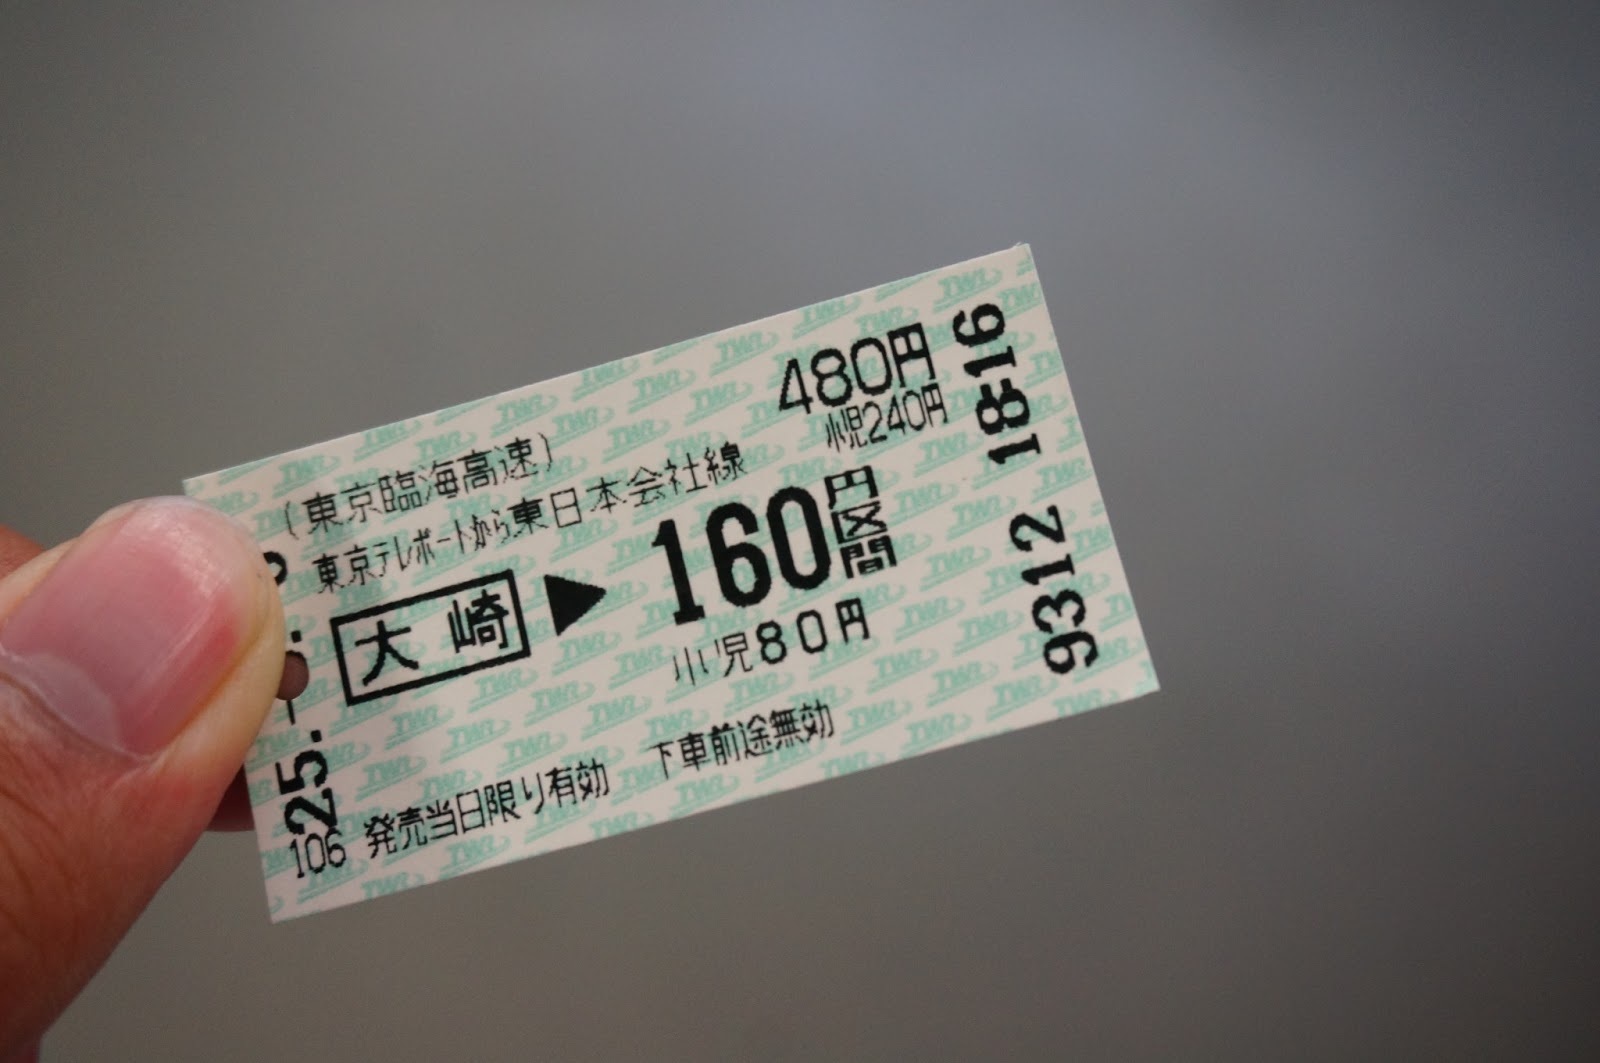 480円
小児240円
(東京臨海高速)
東京テレポートから東日本会社線
大崎▶160円区間
小児80円
発売当日限り有効 下車前途無効
106
25.
9312 18:16
TWR